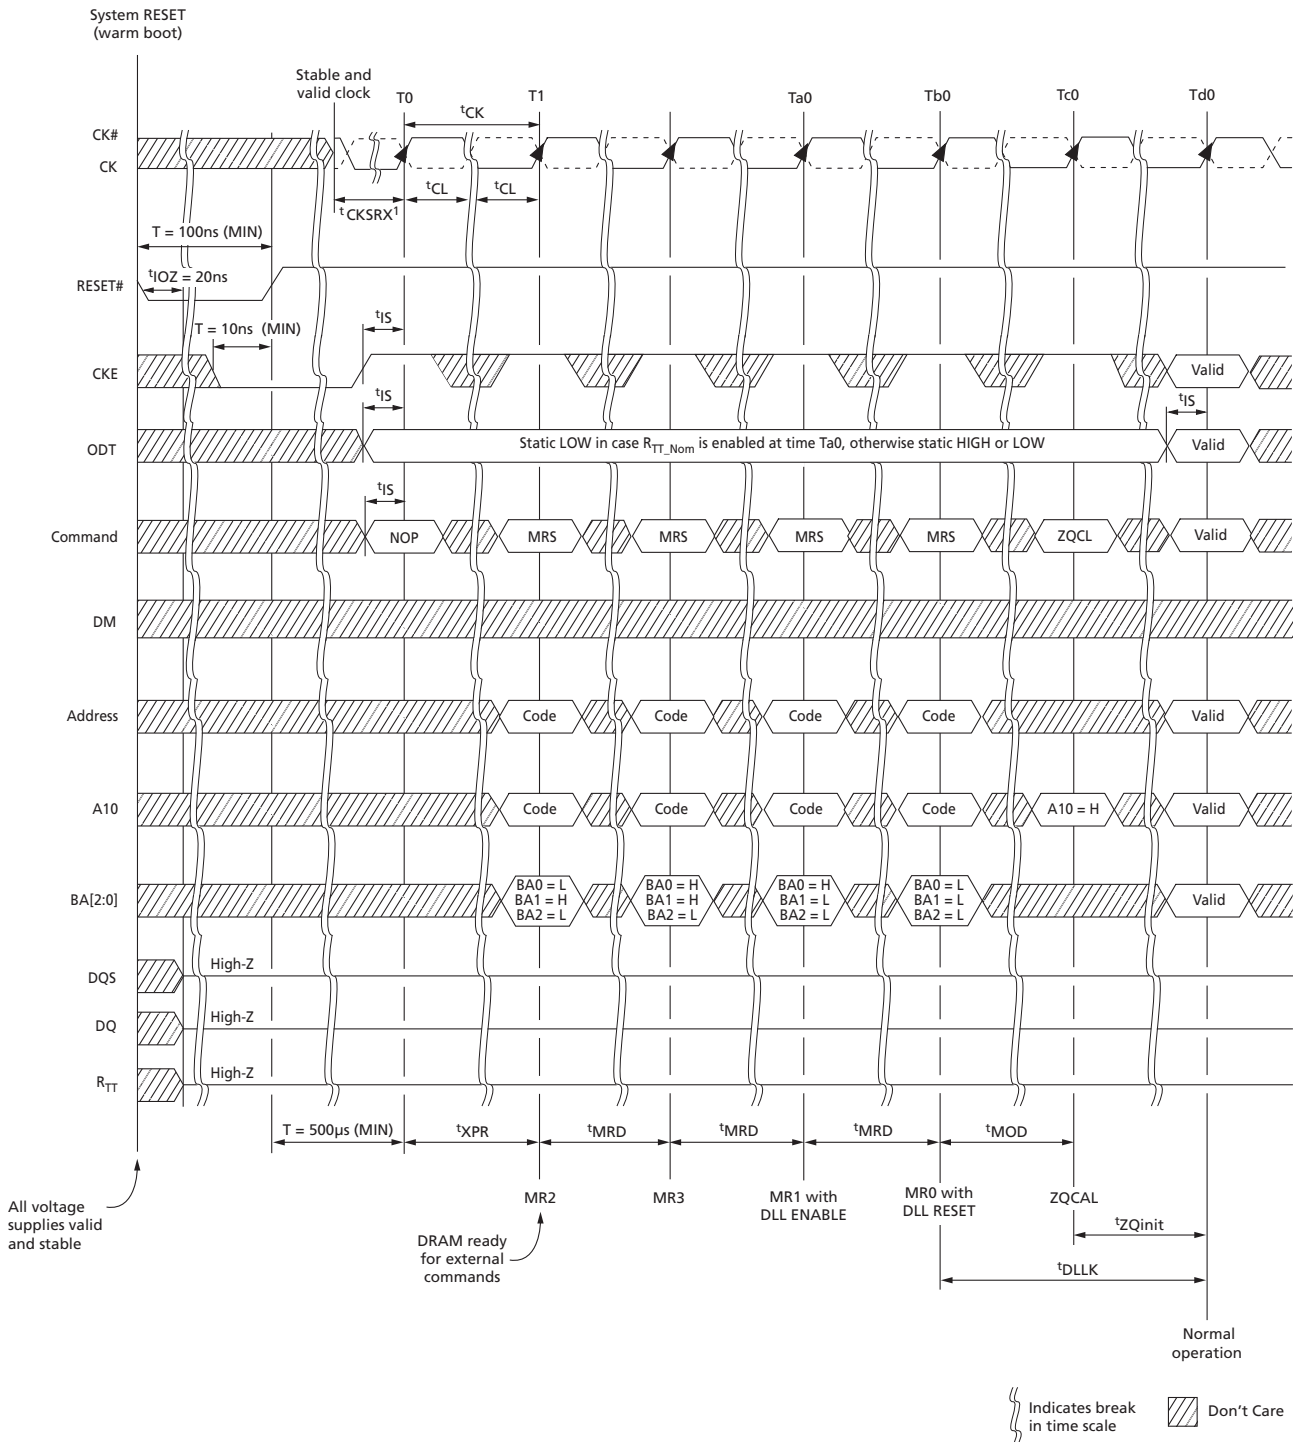 System RESET
(warm boot)
Stable and
valid clock
T0
T1
Ta0
Tb0
Tc0
Td0
tCK
CK#
CK
tCKSRX1
tCL
tCL
T = 100ns (MIN)
tIOZ = 20ns
RESET#
T = 10ns (MIN)
tIS
CKE
Valid
tIS
tIS
ODT
Static LOW in case RTT_Nom is enabled at time Ta0, otherwise static HIGH or LOW
Valid
tIS
Command
NOP
MRS
MRS
MRS
MRS
ZQCL
Valid
DM
Address
Code
Code
Code
Code
Valid
A10
Code
Code
Code
Code
A10 = H
Valid
BA[2:0]
BA0 = L
BA1 = H
BA2 = L
BA0 = H
BA1 = H
BA2 = L
BA0 = H
BA1 = L
BA2 = L
BA0 = L
BA1 = L
BA2 = L
Valid
DQS
High-Z
DQ
High-Z
RTT
High-Z
T = 500µs (MIN)
tXPR
tMRD
tMRD
tMRD
tMOD
All voltage
supplies valid
and stable
MR2
MR3
MR1 with
DLL ENABLE
MR0 with
DLL RESET
ZQCAL
DRAM ready
for external
commands
tZQinit
tDLLK
Normal
operation
Indicates break
in time scale
Don't Care